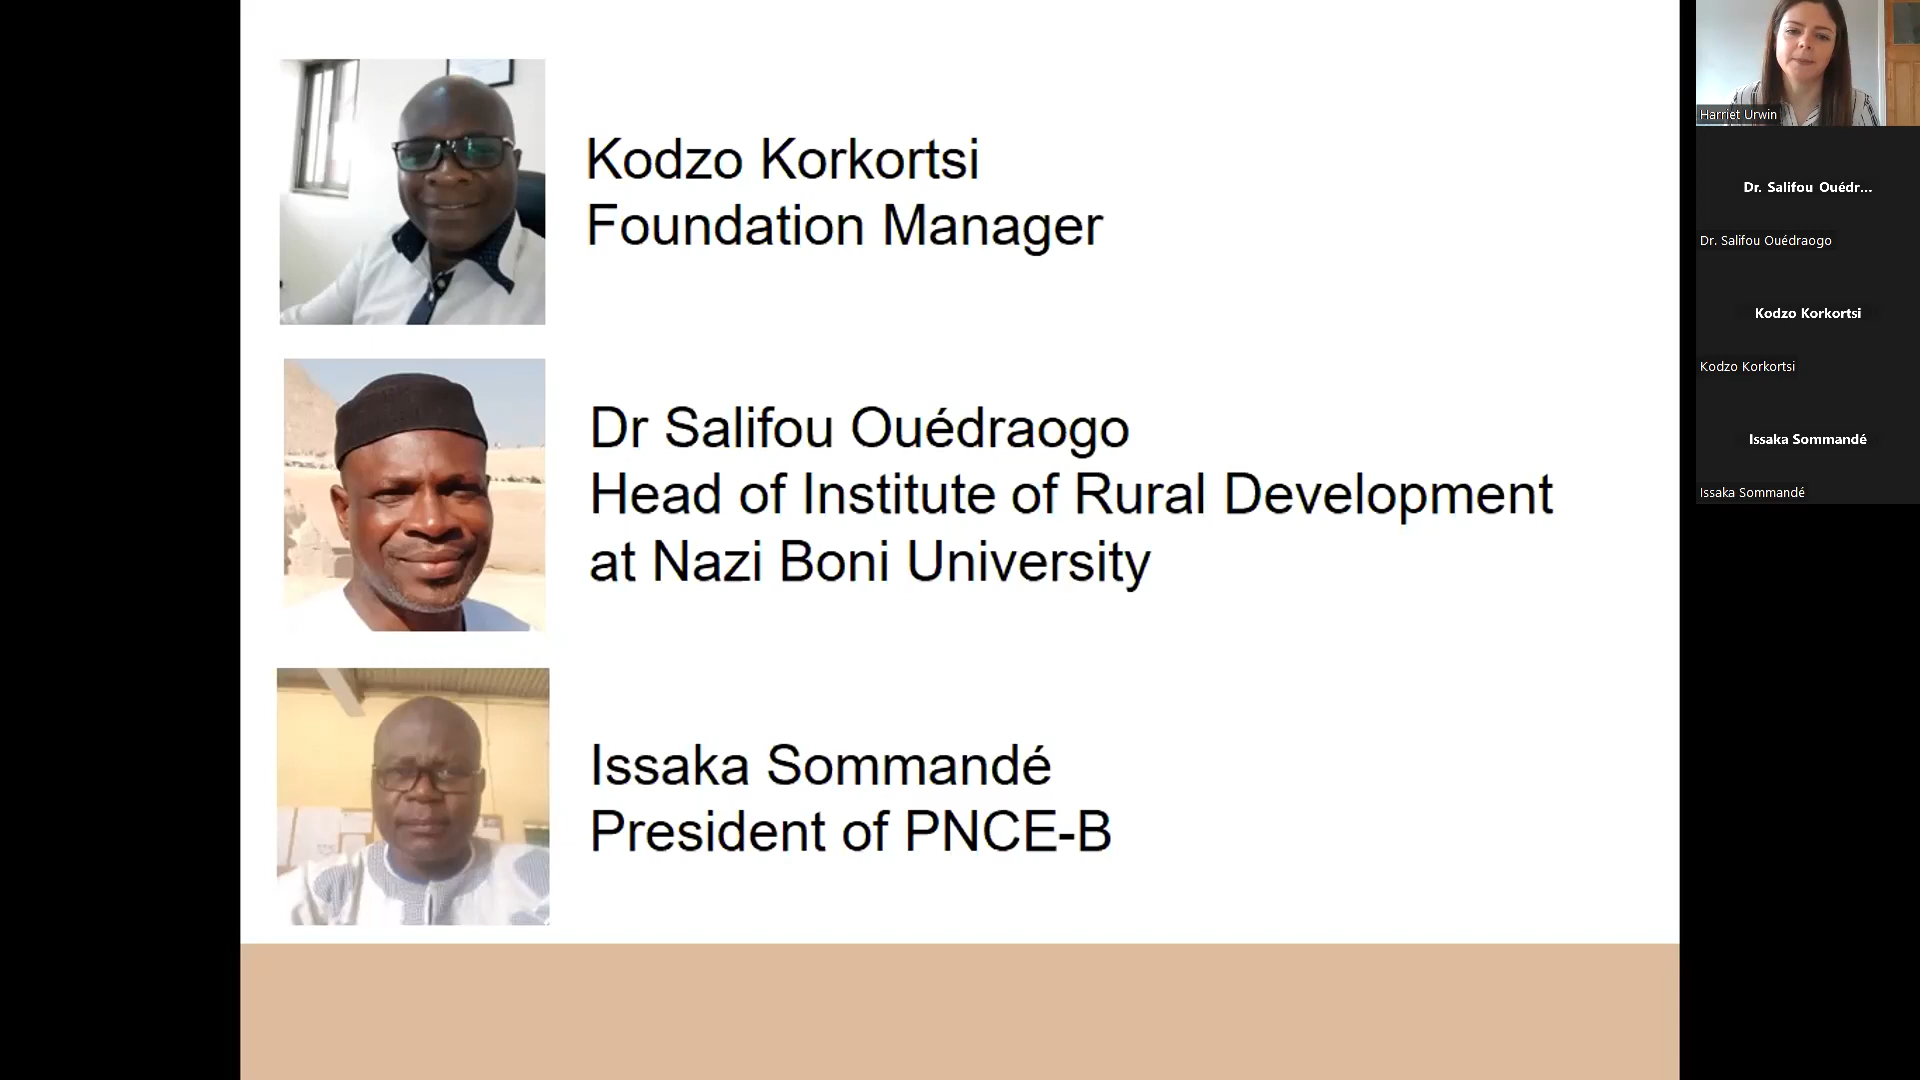 Kodzo Korkortsi
Foundation Manager
Dr Salifou Ouédraogo
Head of Institute of Rural Development
at Nazi Boni University
Issaka Sommandé
President of PNCE-B
Harriet Urwin
Dr. Salifou Ouédr...
Dr. Salifou Ouédraogo
Kodzo Korkortsi
Kodzo Korkortsi
Issaka Sommandé
Issaka Sommandé